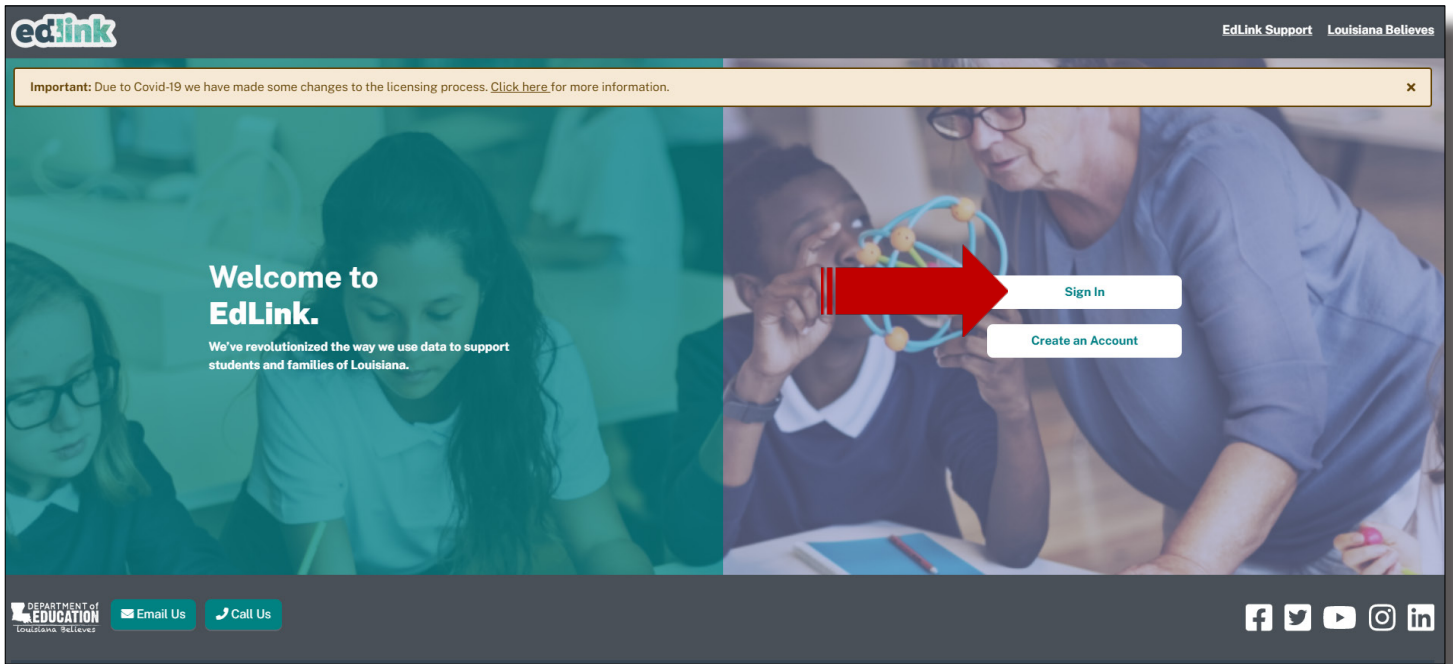 edlink
EdLink Support Louisiana Believes
Important: Due to Covid-19 we have made some changes to the licensing process. Click here for more information. ×
Welcome to
EdLink.
We've revolutionized the way we use data to support
students and families of Louisiana.
Sign In
Create an Account
DEPARTMENT of
EDUCATION
Louisiana Believes
Email Us Call Us